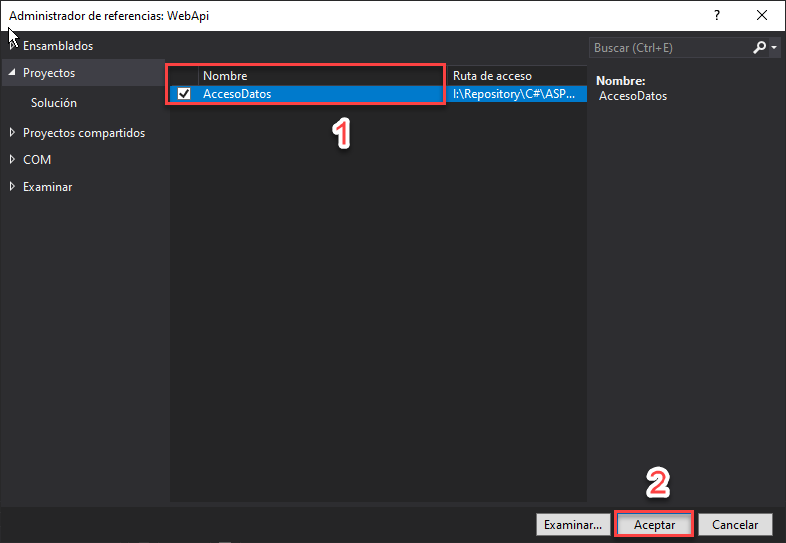 Administrador de referencias: WebApi
?
Ensamblados
Proyectos
Solución
Proyectos compartidos
COM
Examinar
Nombre Ruta de acceso
AccesoDatos I:\Repository\C#\ASP...
1
Buscar (Ctrl+E)
Nombre:
AccesoDatos
2
Examinar... Aceptar Cancelar